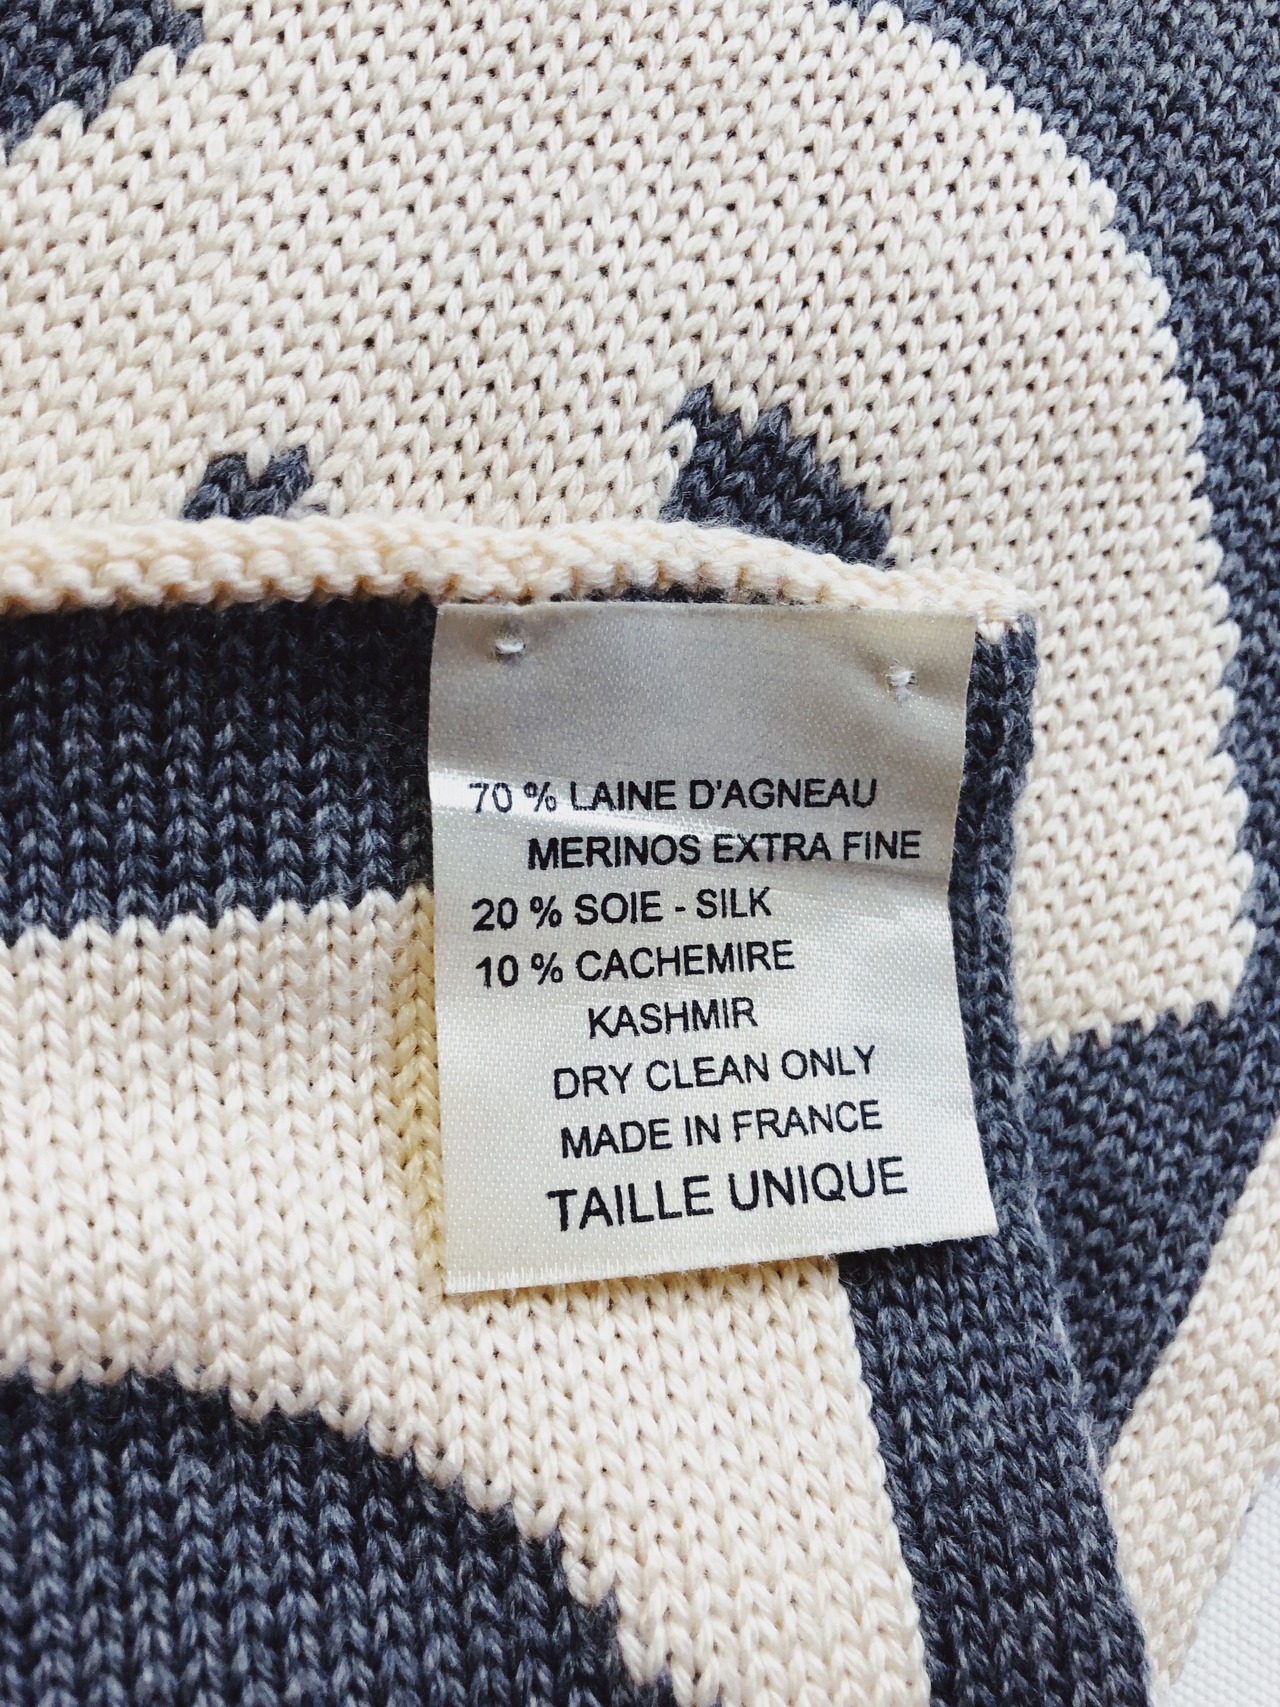 70 % LAINE D'AGNEAU
MERINOS EXTRA FINE
20 % SOIE - SILK
10 % CACHEMIRE
KASHMIR
DRY CLEAN ONLY
MADE IN FRANCE
TAILLE UNIQUE